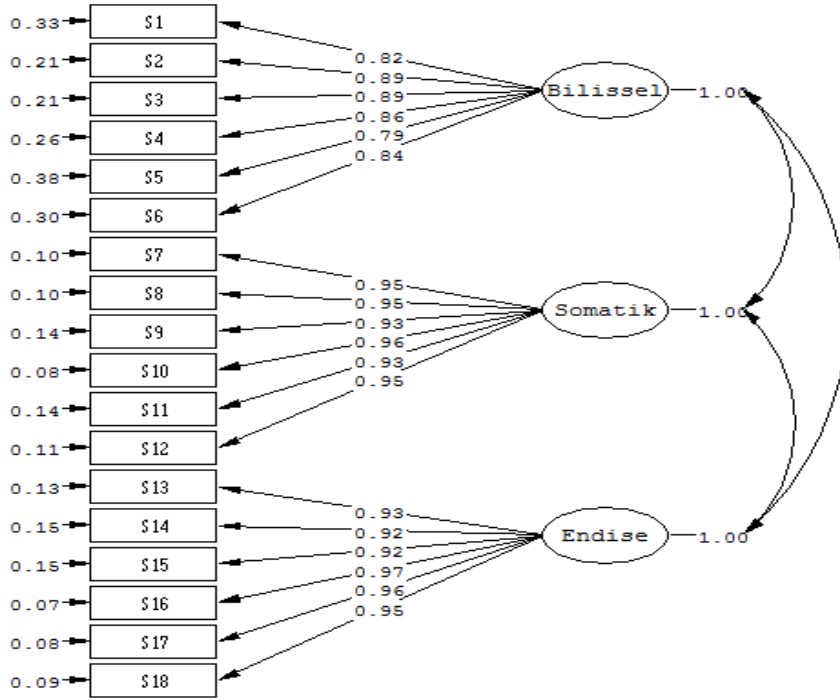 0.33 S1
0.82
0.21 S2
0.89
Bilissel 1.00
0.21 S3
0.89
0.86
0.26 S4
0.79
0.38 S5
0.84
0.30 S6
0.10 S7
0.95
0.10 S8
0.95
Somatik 1.00
0.14 S9
0.93
0.96
0.08 S10
0.93
0.14 S11
0.95
0.11 S12
0.13 S13
0.93
0.15 S14
0.92
Endise 1.00
0.15 S15
0.92
0.97
0.07 S16
0.96
0.08 S17
0.95
0.09 S18